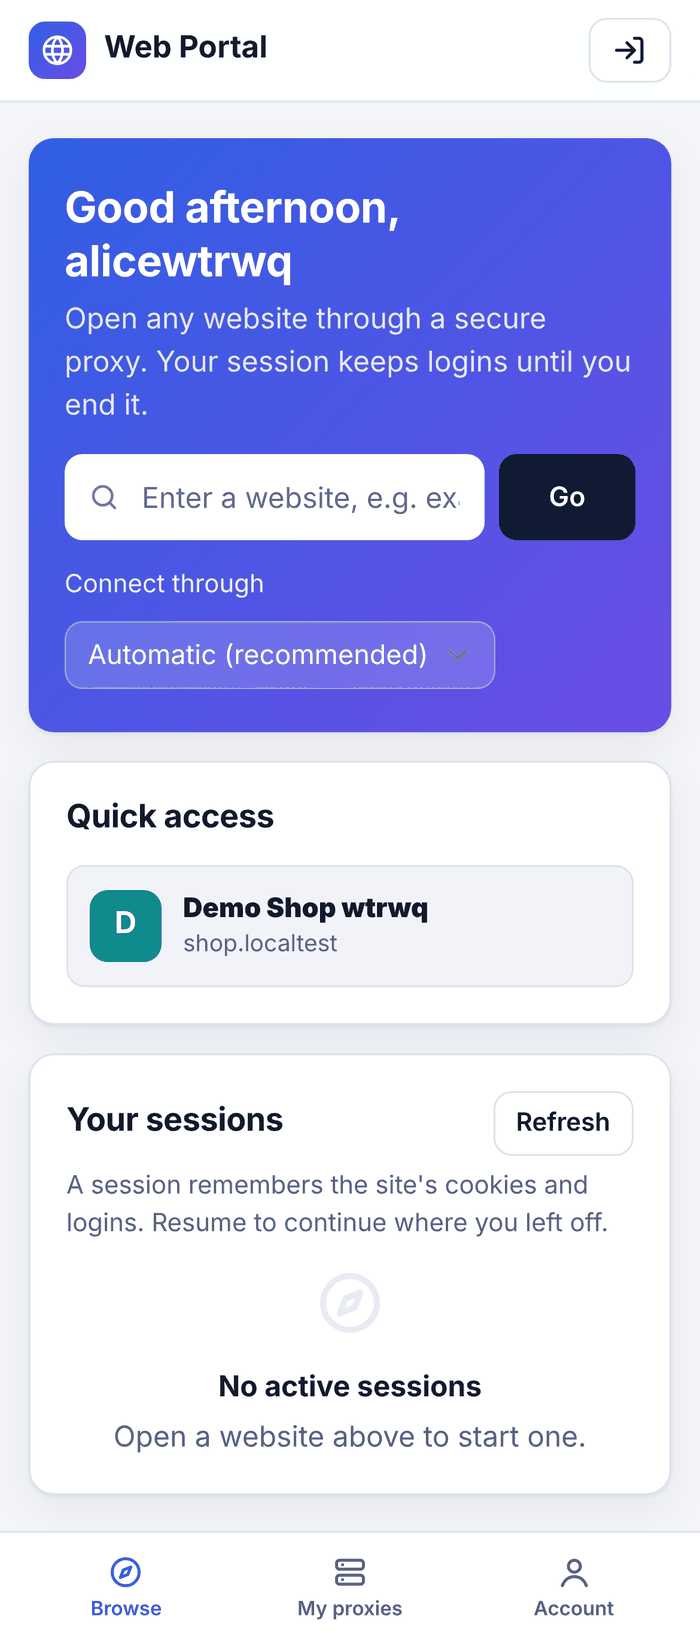 Web Portal
Good afternoon,
alicewtrwq
Open any website through a secure
proxy. Your session keeps logins until you
end it.
Enter a website, e.g. ex
Go
Connect through
Automatic (recommended)
Quick access
D
Demo Shop wtrwq
shop.localtest
Your sessions
Refresh
A session remembers the site's cookies and
logins. Resume to continue where you left off.
No active sessions
Open a website above to start one.
Browse
My proxies
Account